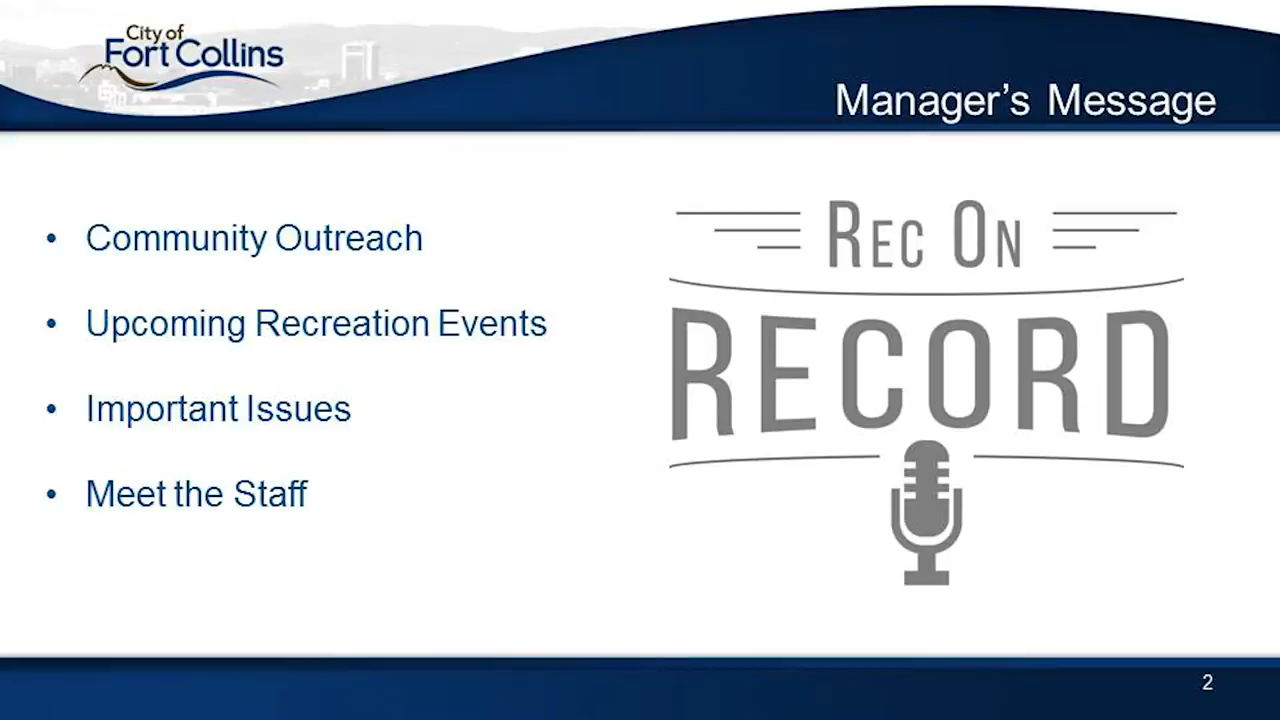 City of
Fort Collins
Manager's Message
• Community Outreach
• Upcoming Recreation Events
• Important Issues
• Meet the Staff
REC ON
RECORD
2